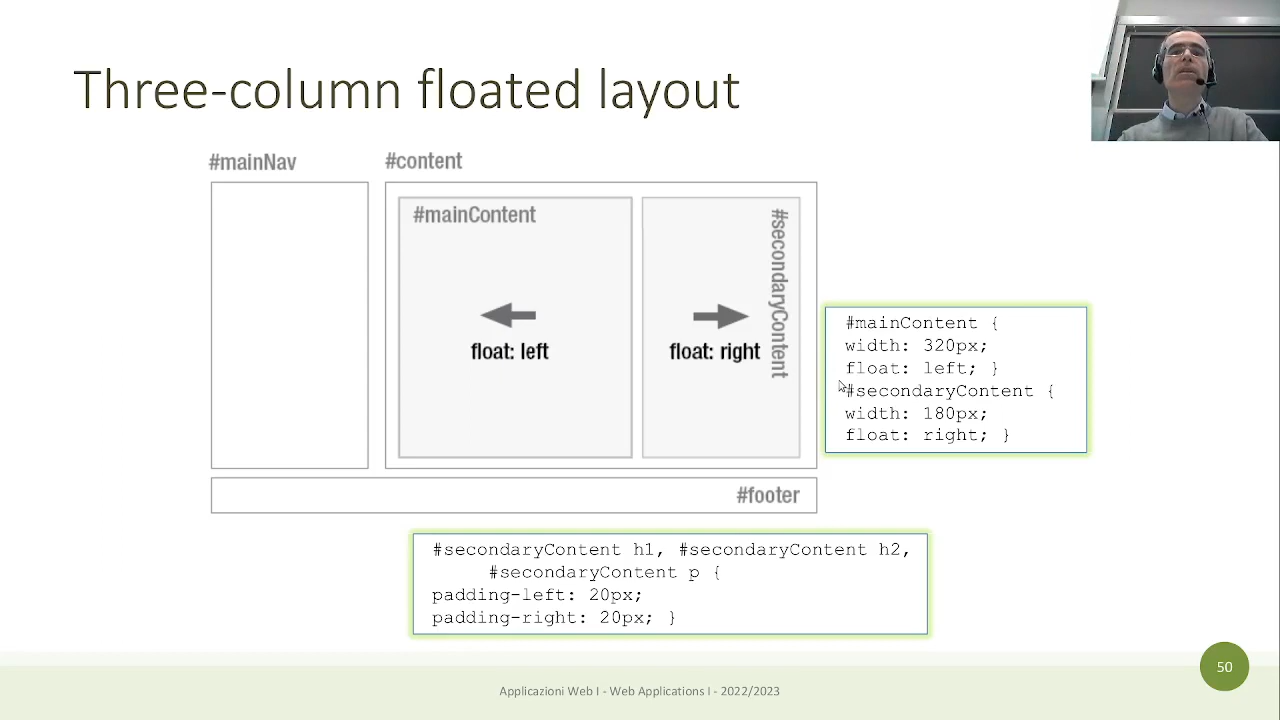 Three-column floated layout
#mainNav
#content
#mainContent
#secondaryContent
float: left
float: right
#footer
#mainContent {
width: 320px;
float: left; }
#secondaryContent {
width: 180px;
float: right; }
#secondaryContent h1, #secondaryContent h2,
#secondaryContent p {
padding-left: 20px;
padding-right: 20px; }
50
Applicazioni Web I - Web Applications I - 2022/2023